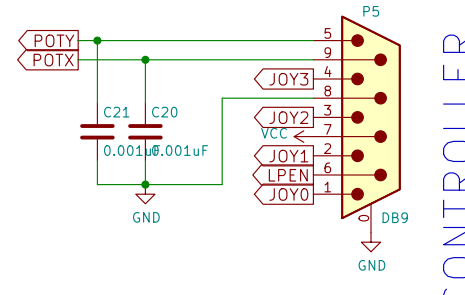 P5
POTY 5
POTX 9
JOY3 4
8
C21 C20
JOY2 3
VCC 7
0.001uF 0.001uF
JOY1 2
LPEN 6
JOY0 1
GND
0 DB9
GND
CONTROLLER